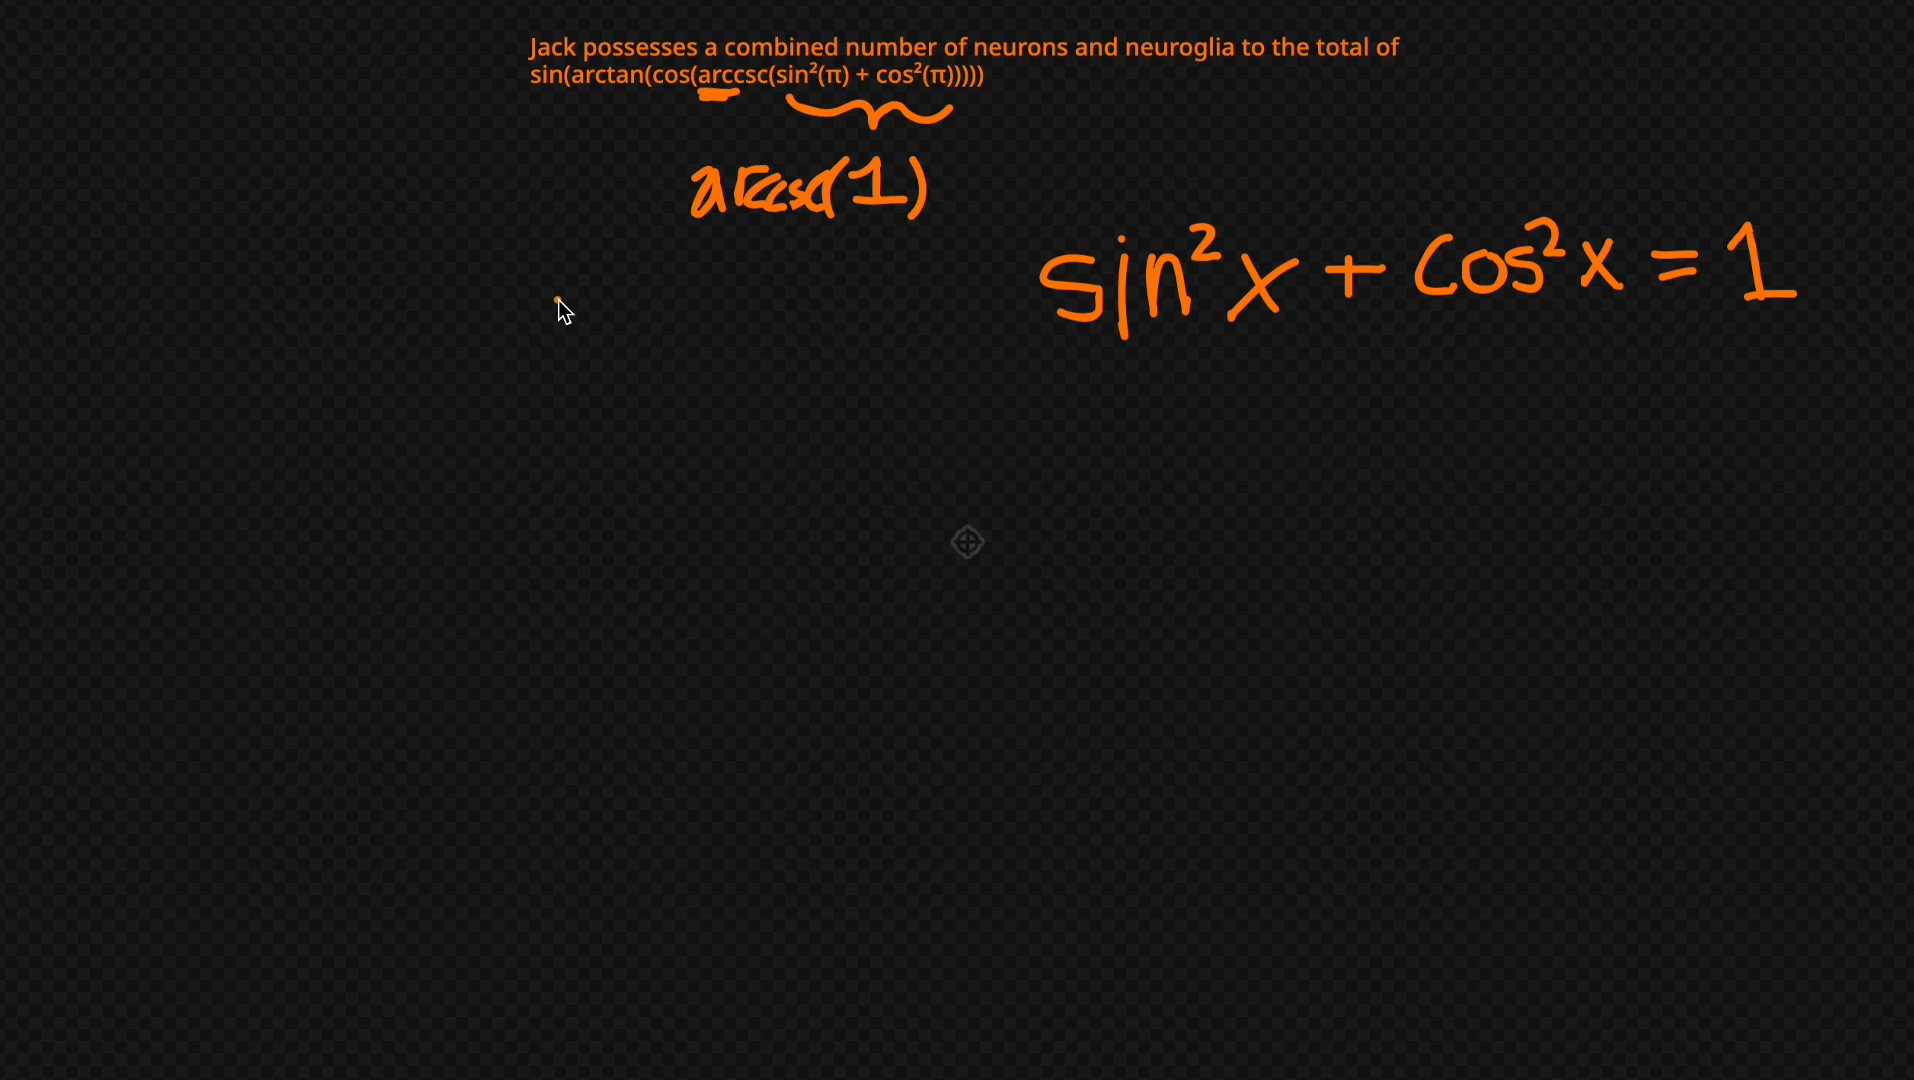 Jack possesses a combined number of neurons and neuroglia to the total of
sin(arctan(cos(arccsc(sin²(π) + cos²(π)))))
arccsc(1)
sin²x + cos²x = 1